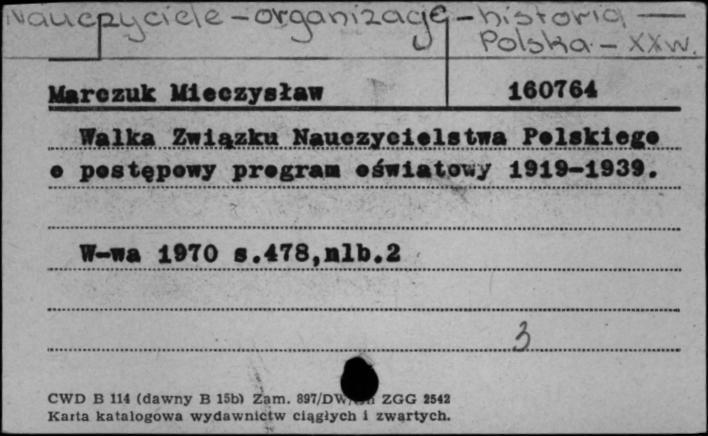 Nauczyciele - organizacje - historia -
Polska - XX w.
Marczuk Mieczysław 160764
Walka Związku Nauczycielstwa Polskiego
o postępowy program oświatowy 1919-1939.
W-wa 1970 s.478,nlb.2
3
CWD B 114 (dawny B 15b) Zam. 897/DW ZGG 2542
Karta katalogowa wydawnictw ciągłych i zwartych.